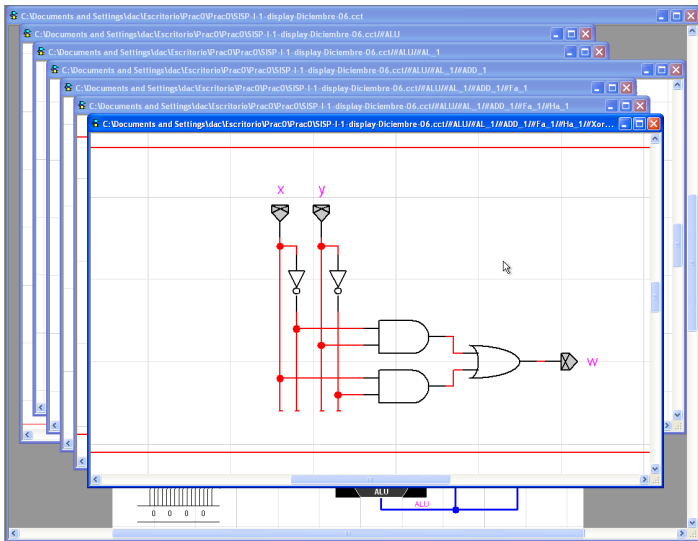 C:\Documents and Settings\dac\Escritorio\Prac0\Prac0\SISP-I-1-display-Diciembre-06.cct
C:\Documents and Settings\dac\Escritorio\Prac0\Prac0\SISP-I-1-display-Diciembre-06.cct/#ALU
C:\Documents and Settings\dac\Escritorio\Prac0\Prac0\SISP-I-1-display-Diciembre-06.cct/#ALU/#AL_1
C:\Documents and Settings\dac\Escritorio\Prac0\Prac0\SISP-I-1-display-Diciembre-06.cct/#ALU/#AL_1/#ADD_1
C:\Documents and Settings\dac\Escritorio\Prac0\Prac0\SISP-I-1-display-Diciembre-06.cct/#ALU/#AL_1/#ADD_1/#Fa_1
C:\Documents and Settings\dac\Escritorio\Prac0\Prac0\SISP-I-1-display-Diciembre-06.cct/#ALU/#AL_1/#ADD_1/#Fa_1/#Ha_1
C:\Documents and Settings\dac\Escritorio\Prac0\Prac0\SISP-I-1-display-Diciembre-06.cct/#ALU/#AL_1/#ADD_1/#Fa_1/#Ha_1/#Xor...
x y
w
ALU
ALU
0 0 0 0